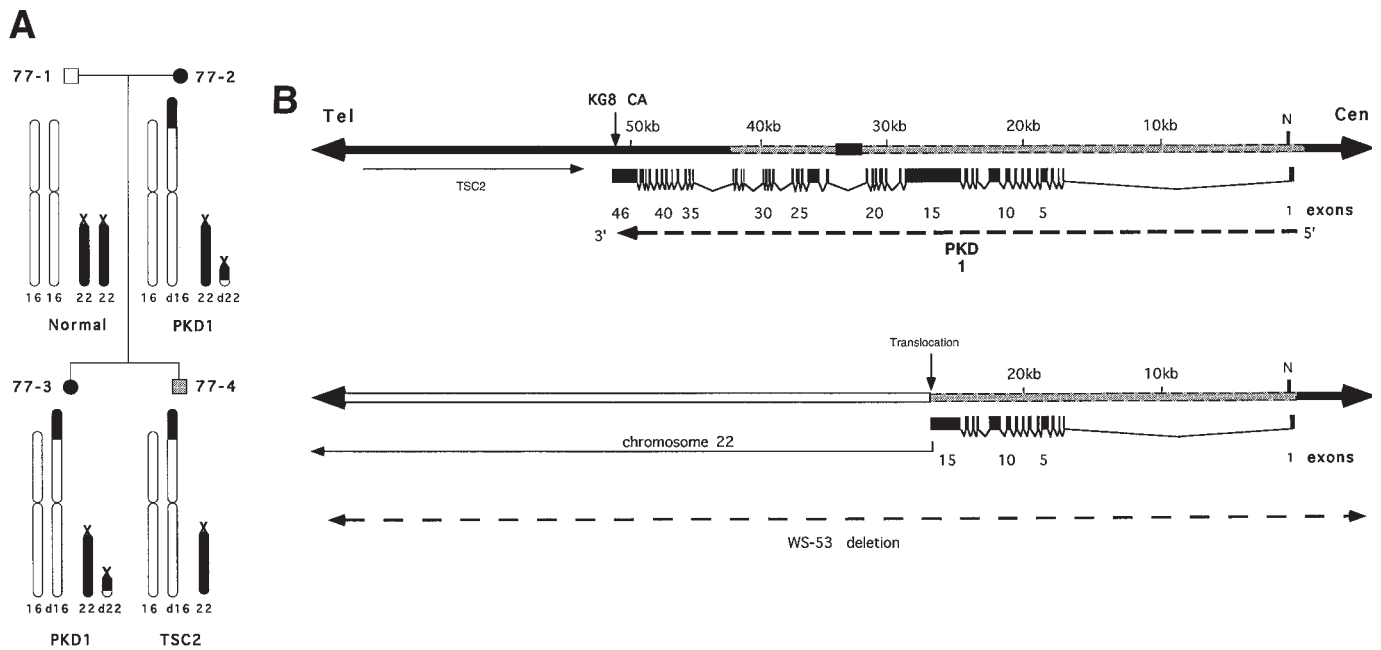 A
77-1
77-2
16 16 22 22
16 d16 22 d22
Normal
PKD1
77-3
77-4
16 d16 22 d22
16 d16 22
PKD1
TSC2
B
KG8 CA
Tel
50kb 40kb 30kb 20kb 10kb N
Cen
TSC2
46 40 35 30 25 20 15 10 5 1 exons
3' 5'
PKD
1
Translocation
20kb 10kb N
chromosome 22
15 10 5 1 exons
WS-53 deletion